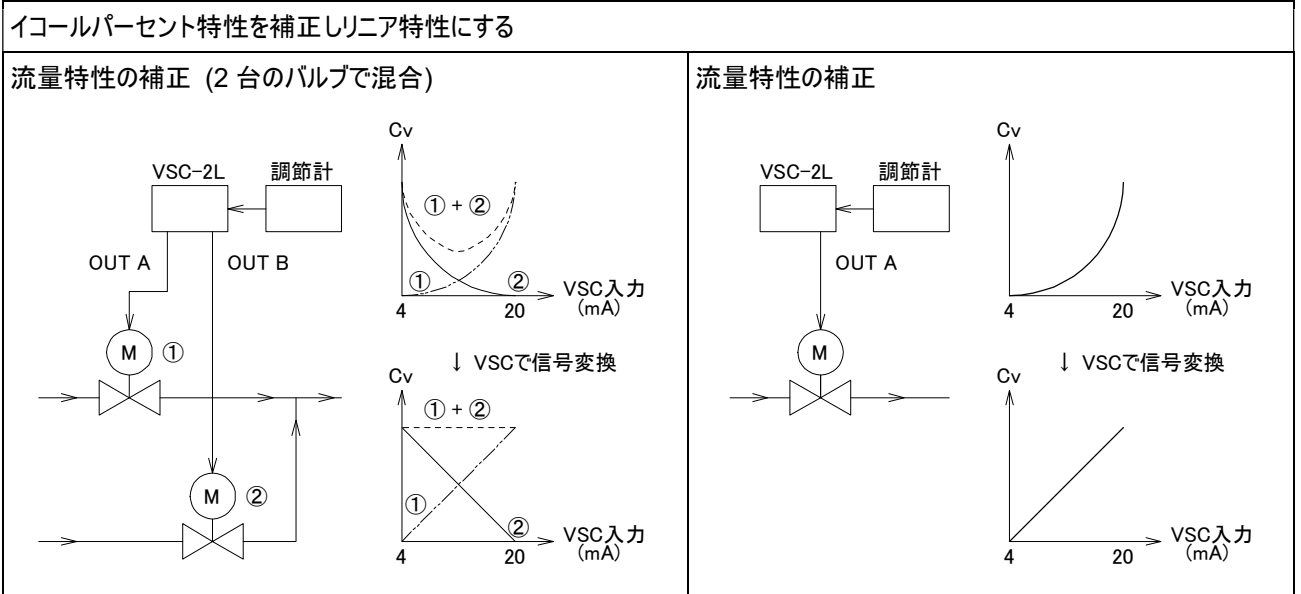 イコールパーセント特性を補正しリニア特性にする
流量特性の補正 (2 台のバルブで混合)
VSC-2L
調節計
OUT A
OUT B
M
①
M
②
Cv
① + ②
①
②
VSC入力
(mA)
4
20
↓ VSCで信号変換
Cv
① + ②
①
②
VSC入力
(mA)
4
20
流量特性の補正
VSC-2L
調節計
OUT A
M
Cv
VSC入力
(mA)
4
20
↓ VSCで信号変換
Cv
VSC入力
(mA)
4
20